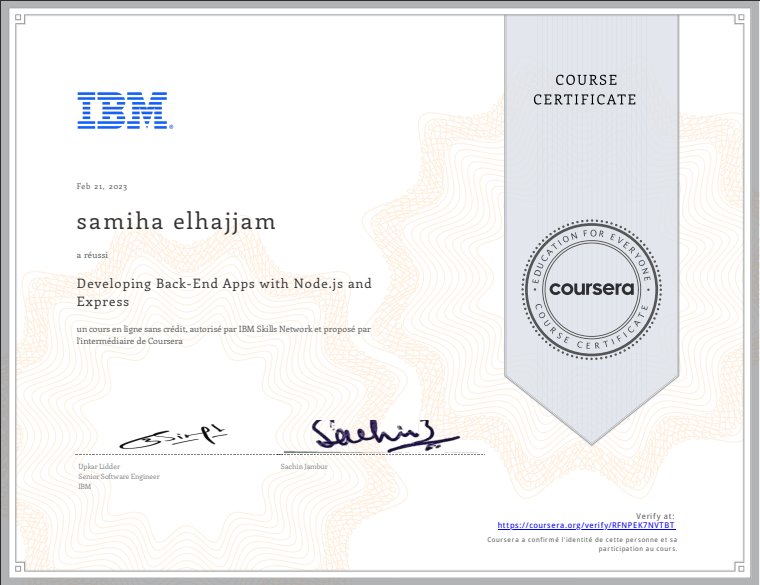 COURSE
CERTIFICATE
IBM®
Feb 21, 2023
samiha elhajjam
a réussi
Developing Back-End Apps with Node.js and
Express
un cours en ligne sans crédit, autorisé par IBM Skills Network et proposé par
l'intermédiaire de Coursera
EDUCATION FOR EVERYONE
coursera
COURSE CERTIFICATE
Upkar Lidder
Senior Software Engineer
IBM
Sachin Jambur
Verify at:
https://coursera.org/verify/RFNPEK7NVTBT
Coursera a confirmé l'identité de cette personne et sa
participation au cours.